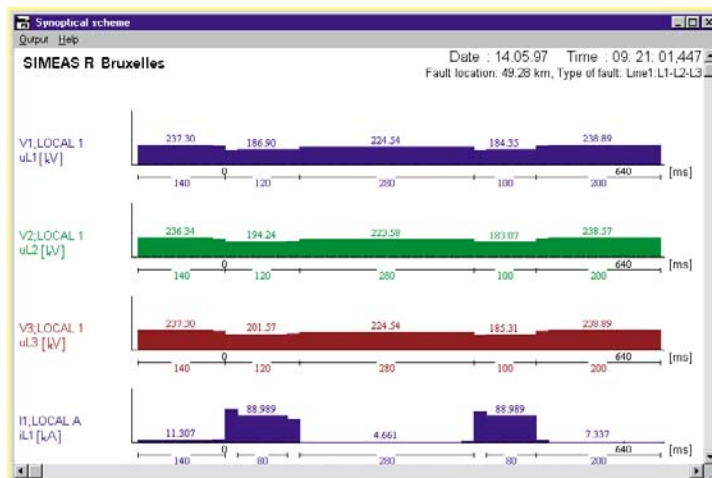 Synoptical scheme
Output Help
SIMEAS R Bruxelles
Date : 14.05.97 Time : 09: 21: 01,447
Fault location: 49.28 km, Type of fault: Line1:L1-L2-L3
V1;LOCAL 1
uL1 [kV]
237.30 186.90 224.54 184.35 238.89
0 640 [ms]
140 120 280 100 200
V2;LOCAL 1
uL2 [kV]
236.34 194.24 223.58 183.07 238.57
0 640 [ms]
140 120 280 100 200
V3;LOCAL 1
uL3 [kV]
237.30 201.57 224.54 185.31 238.89
0 640 [ms]
140 120 280 100 200
I1;LOCAL A
iL1 [kA]
11.307 88.989 4.661 88.989 7.337
0 640 [ms]
140 80 280 80 200